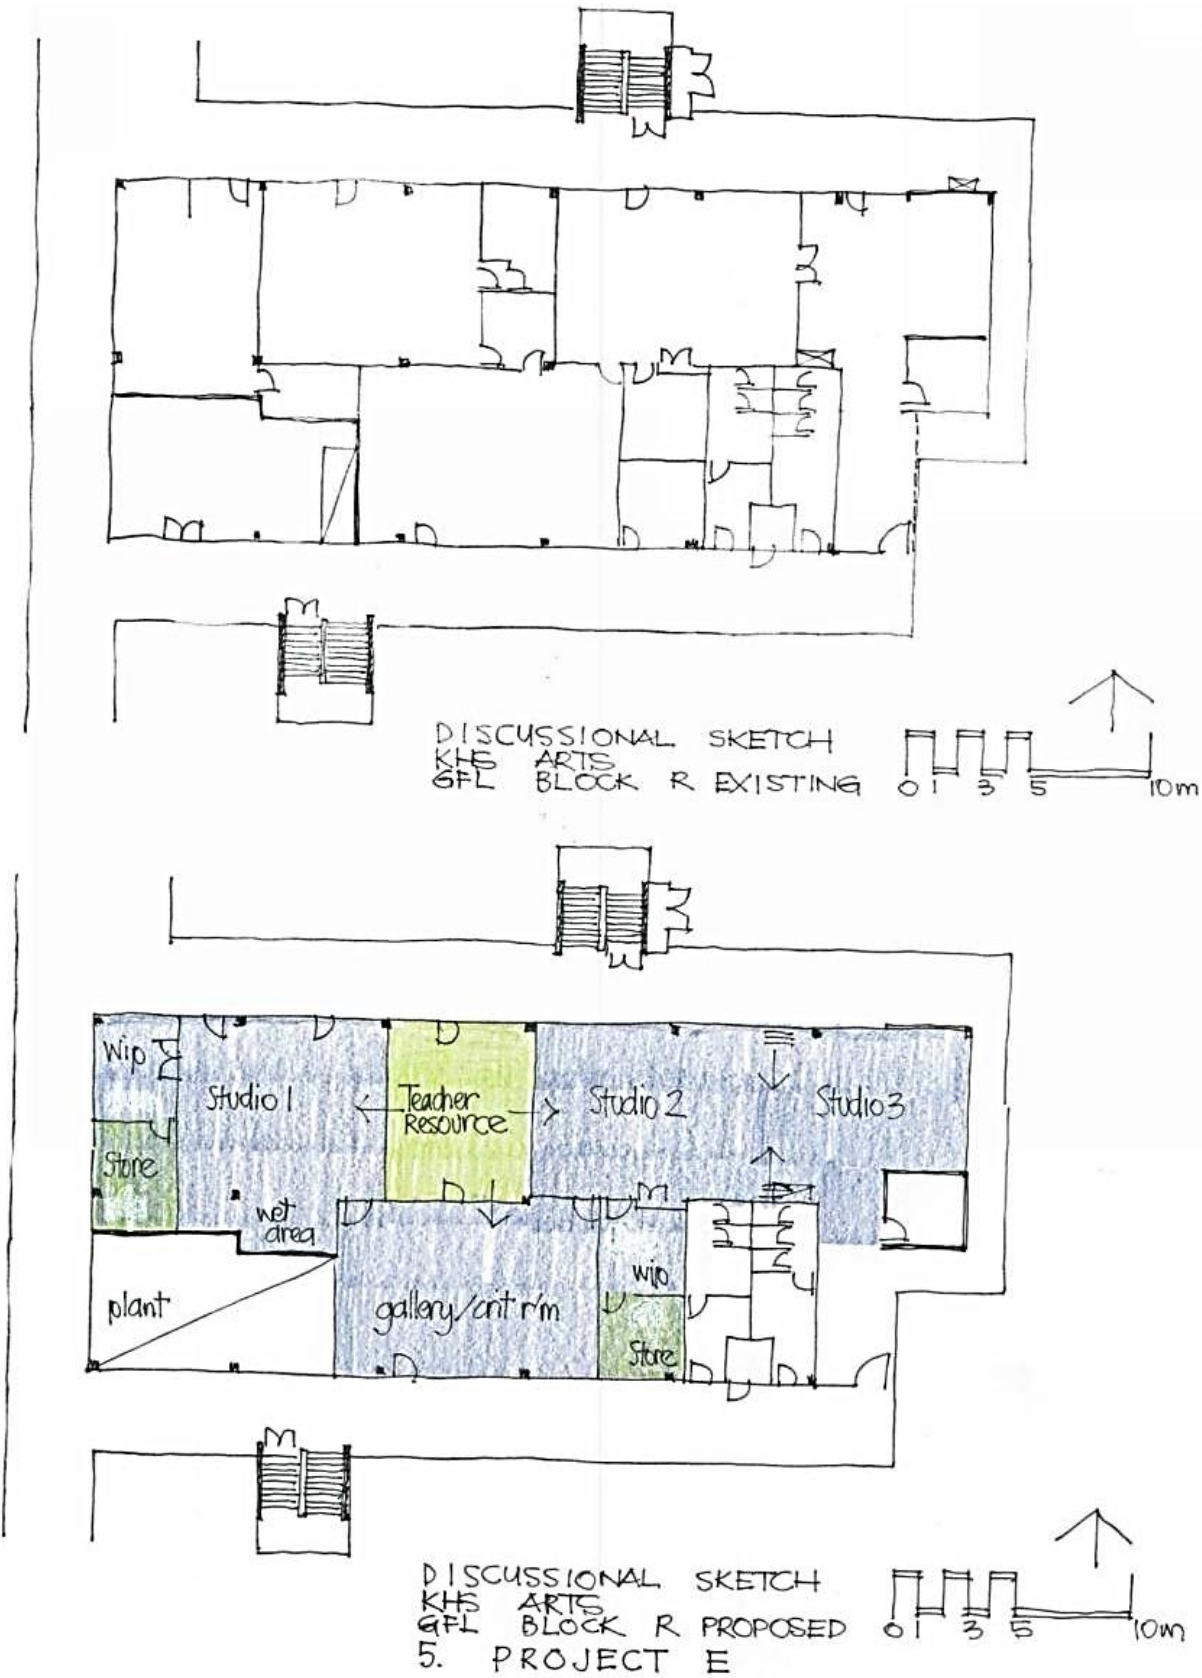 DISCUSSIONAL SKETCH
KHS ARTS
GFL BLOCK R EXISTING
0 1 3 5 10m
wip
Studio 1
Teacher
Resource
Studio 2
Studio 3
Store
wet
area
plant
gallery/crit r'm
wip
Store
DISCUSSIONAL SKETCH
KHS ARTS
GFL BLOCK R PROPOSED
0 1 3 5 10m
5. PROJECT E